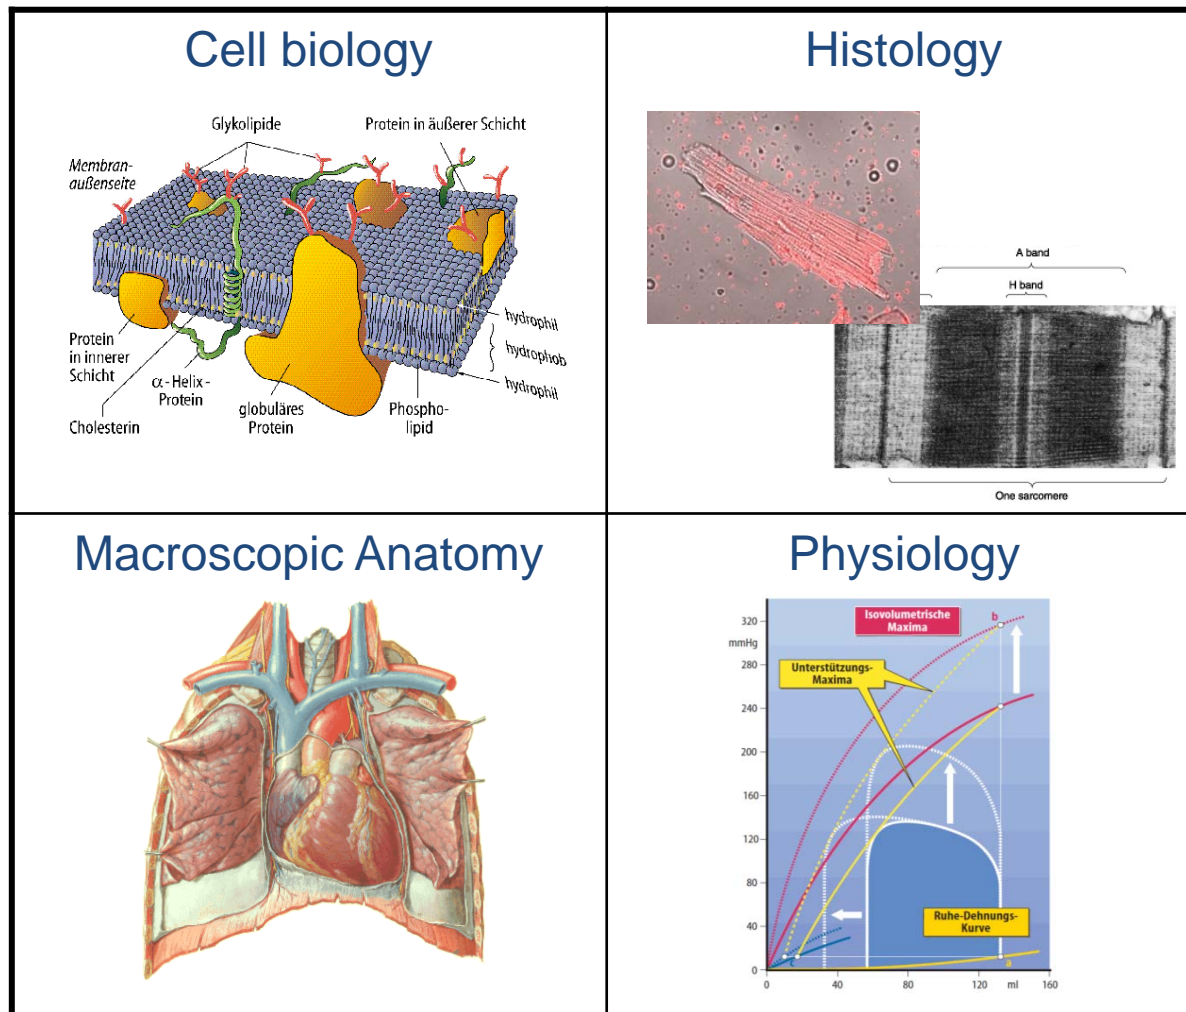 Cell biology
Glykolipide
Protein in äußerer Schicht
Membran-
außenseite
hydrophil
hydrophob
hydrophil
Protein
in innerer
Schicht
α-Helix-
Protein
Cholesterin
globuläres
Protein
Phospho-
lipid
Histology
A band
H band
One sarcomere
Macroscopic Anatomy
Physiology
320
mmHg
280
240
200
160
120
80
40
0
Isovolumetrische
Maxima
b
Unterstützungs-
Maxima
Ruhe-Dehnungs-
Kurve
c
a
0
40
80
120
ml
160